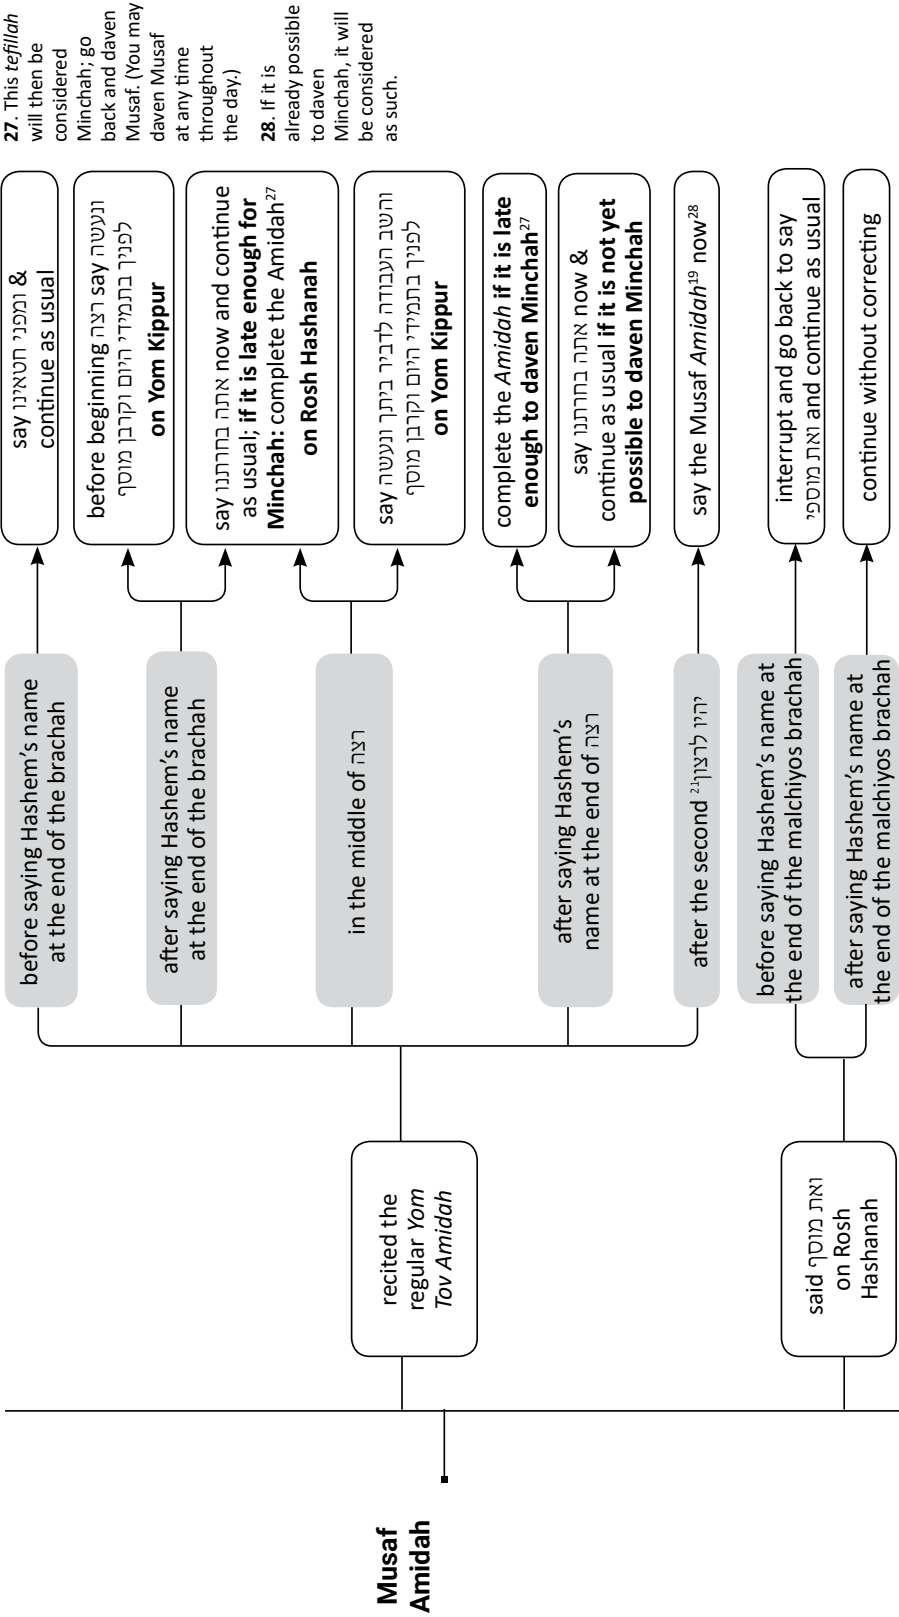 Musaf
Amidah
recited the
regular Yom
Tov Amidah
before saying Hashem's name
at the end of the brachah
say ומפני חטאינו &
continue as usual
after saying Hashem's name
at the end of the brachah
before beginning רצה say ונעשה
לפניך בתמידי היום וקרבן מוסף
on Yom Kippur
say אתה בחרתנו now and continue
as usual; if it is late enough for
Minchah: complete the Amidah27
on Rosh Hashanah
in the middle of רצה
say והשב העבודה לדביר ביתך ונעשה
לפניך בתמידי היום וקרבן מוסף
on Yom Kippur
after saying Hashem's
name at the end of רצה
complete the Amidah if it is late
enough to daven Minchah27
say אתה בחרתנו now &
continue as usual if it is not yet
possible to daven Minchah
after the second יהיו לרצון21
say the Musaf Amidah19 now28
said ואת מוסף
on Rosh
Hashanah
before saying Hashem's name at
the end of the malchiyos brachah
interrupt and go back to say
ואת מוספי and continue as usual
after saying Hashem's name at
the end of the malchiyos brachah
continue without correcting
27. This tefillah
will then be
considered
Minchah; go
back and daven
Musaf. (You may
daven Musaf
at any time
throughout
the day.)
28. If it is
already possible
to daven
Minchah, it will
be considered
as such.